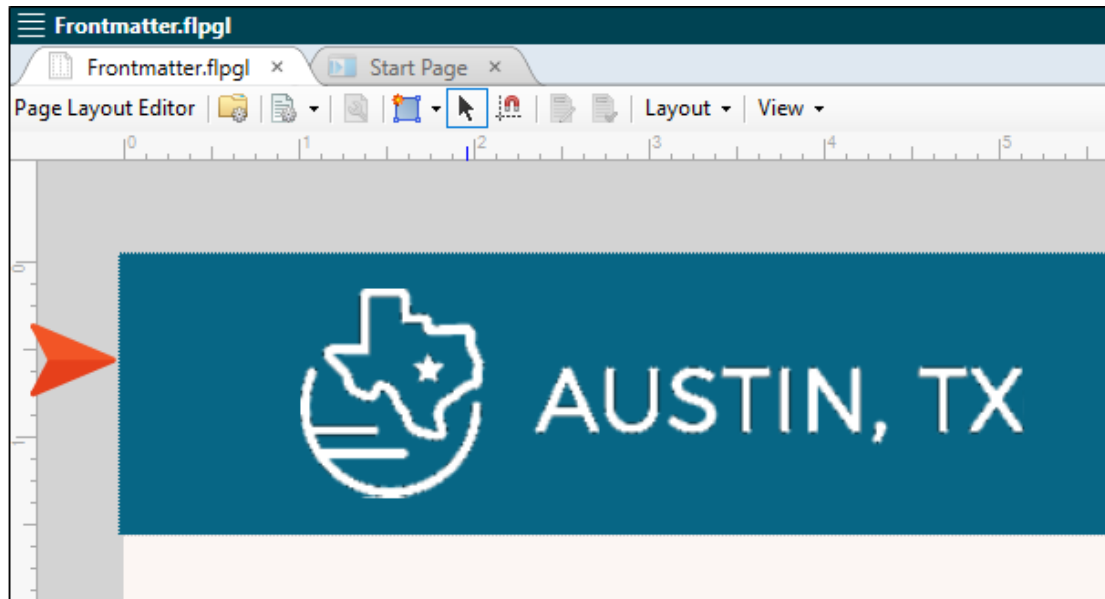 Frontmatter.flpgl
Frontmatter.flpgl × Start Page ×
Page Layout Editor Layout View
0 1 2 3 4 5
0
AUSTIN, TX
1